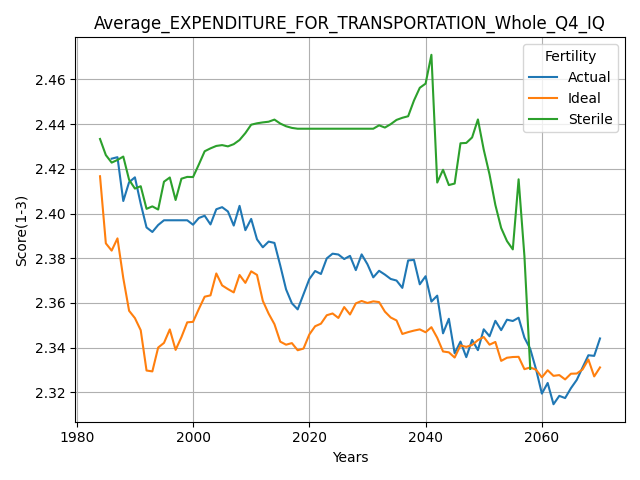 Average_EXPENDITURE_FOR_TRANSPORTATION_Whole_Q4_IQ
Fertility
Actual
Ideal
Sterile
Score(1-3)
2.46
2.44
2.42
2.40
2.38
2.36
2.34
2.32
1980 2000 2020 2040 2060
Years